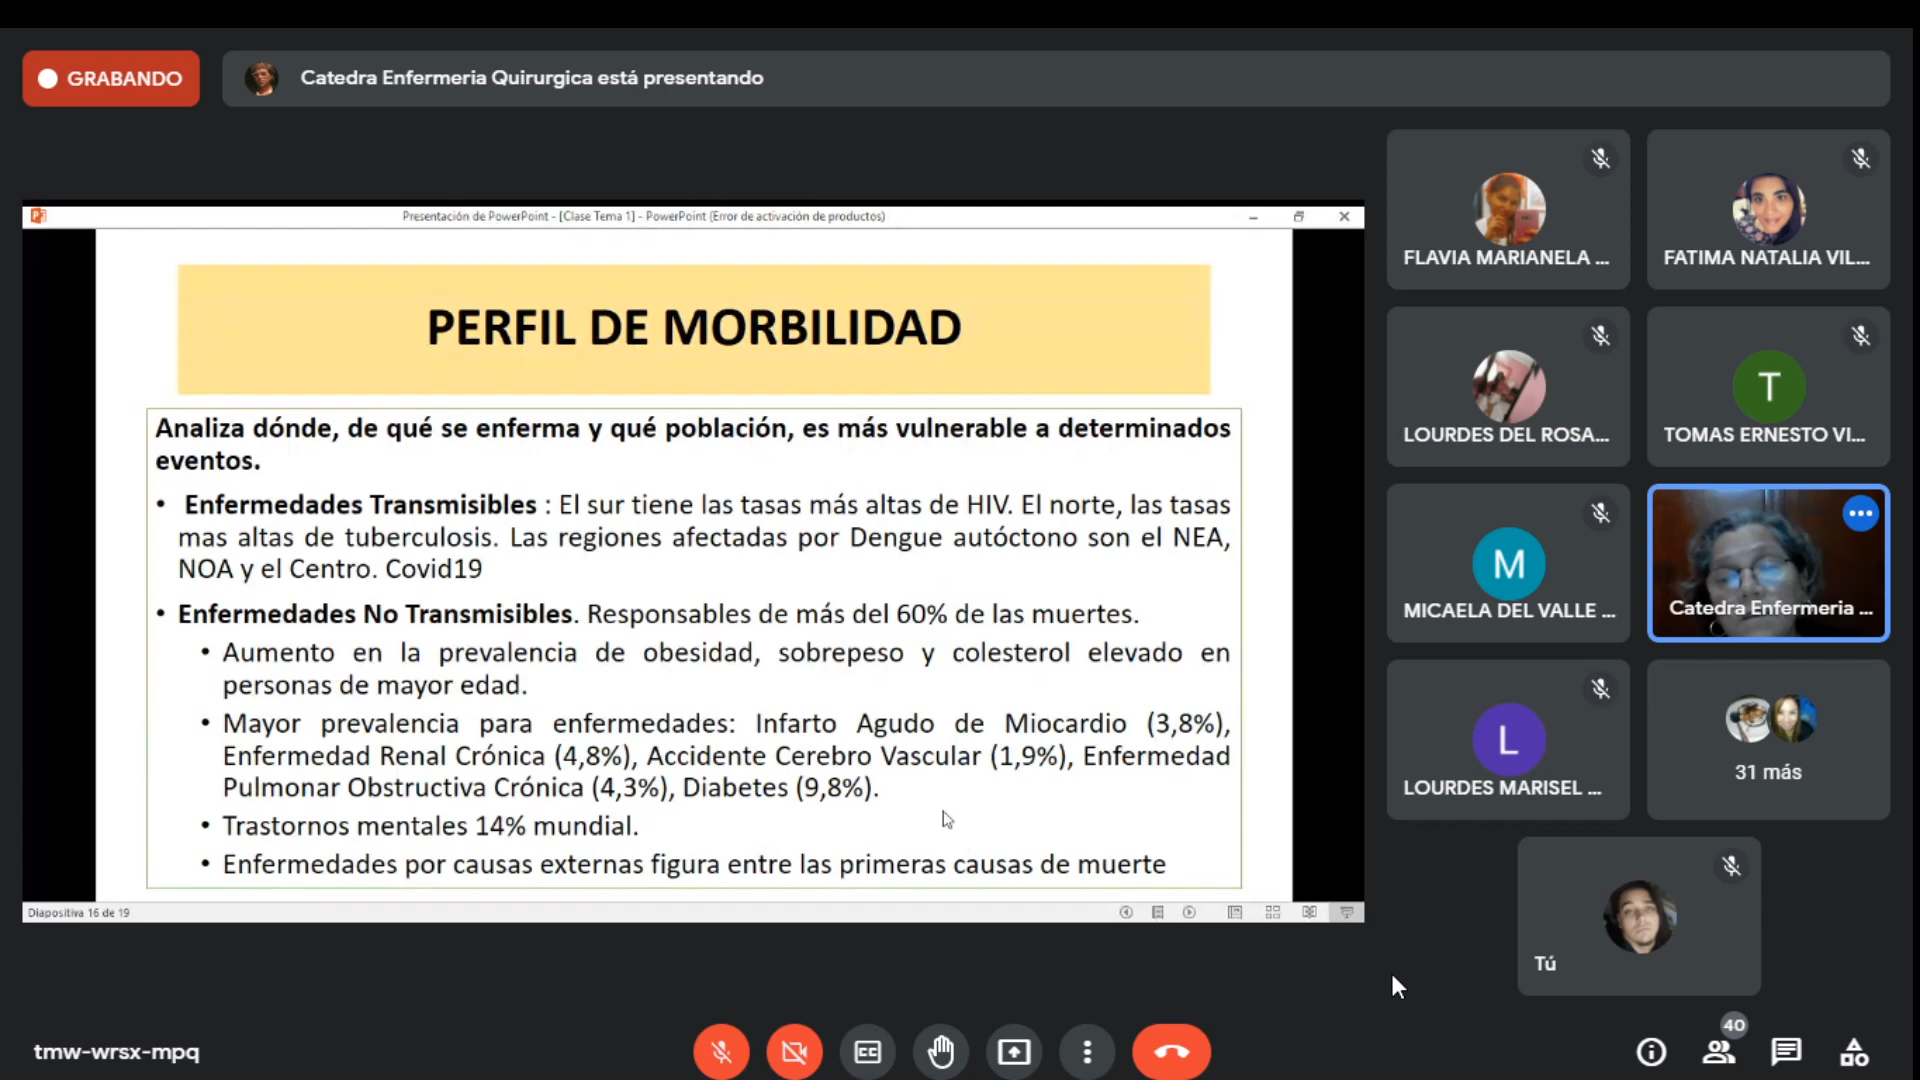 GRABANDO
Catedra Enfermeria Quirurgica está presentando
Presentación de PowerPoint - [Clase Tema 1] - PowerPoint (Error de activación de productos)
PERFIL DE MORBILIDAD
Analiza dónde, de qué se enferma y qué población, es más vulnerable a determinados
eventos.
• Enfermedades Transmisibles : El sur tiene las tasas más altas de HIV. El norte, las tasas
mas altas de tuberculosis. Las regiones afectadas por Dengue autóctono son el NEA,
NOA y el Centro. Covid19
• Enfermedades No Transmisibles. Responsables de más del 60% de las muertes.
• Aumento en la prevalencia de obesidad, sobrepeso y colesterol elevado en
personas de mayor edad.
• Mayor prevalencia para enfermedades: Infarto Agudo de Miocardio (3,8%),
Enfermedad Renal Crónica (4,8%), Accidente Cerebro Vascular (1,9%), Enfermedad
Pulmonar Obstructiva Crónica (4,3%), Diabetes (9,8%).
• Trastornos mentales 14% mundial.
• Enfermedades por causas externas figura entre las primeras causas de muerte
Diapositiva 16 de 19
FLAVIA MARIANELA ...
FATIMA NATALIA VIL...
LOURDES DEL ROSA...
T
TOMAS ERNESTO VI...
M
MICAELA DEL VALLE ...
Catedra Enfermeria ...
L
LOURDES MARISEL ...
31 más
Tú
tmw-wrsx-mpq
CC
40